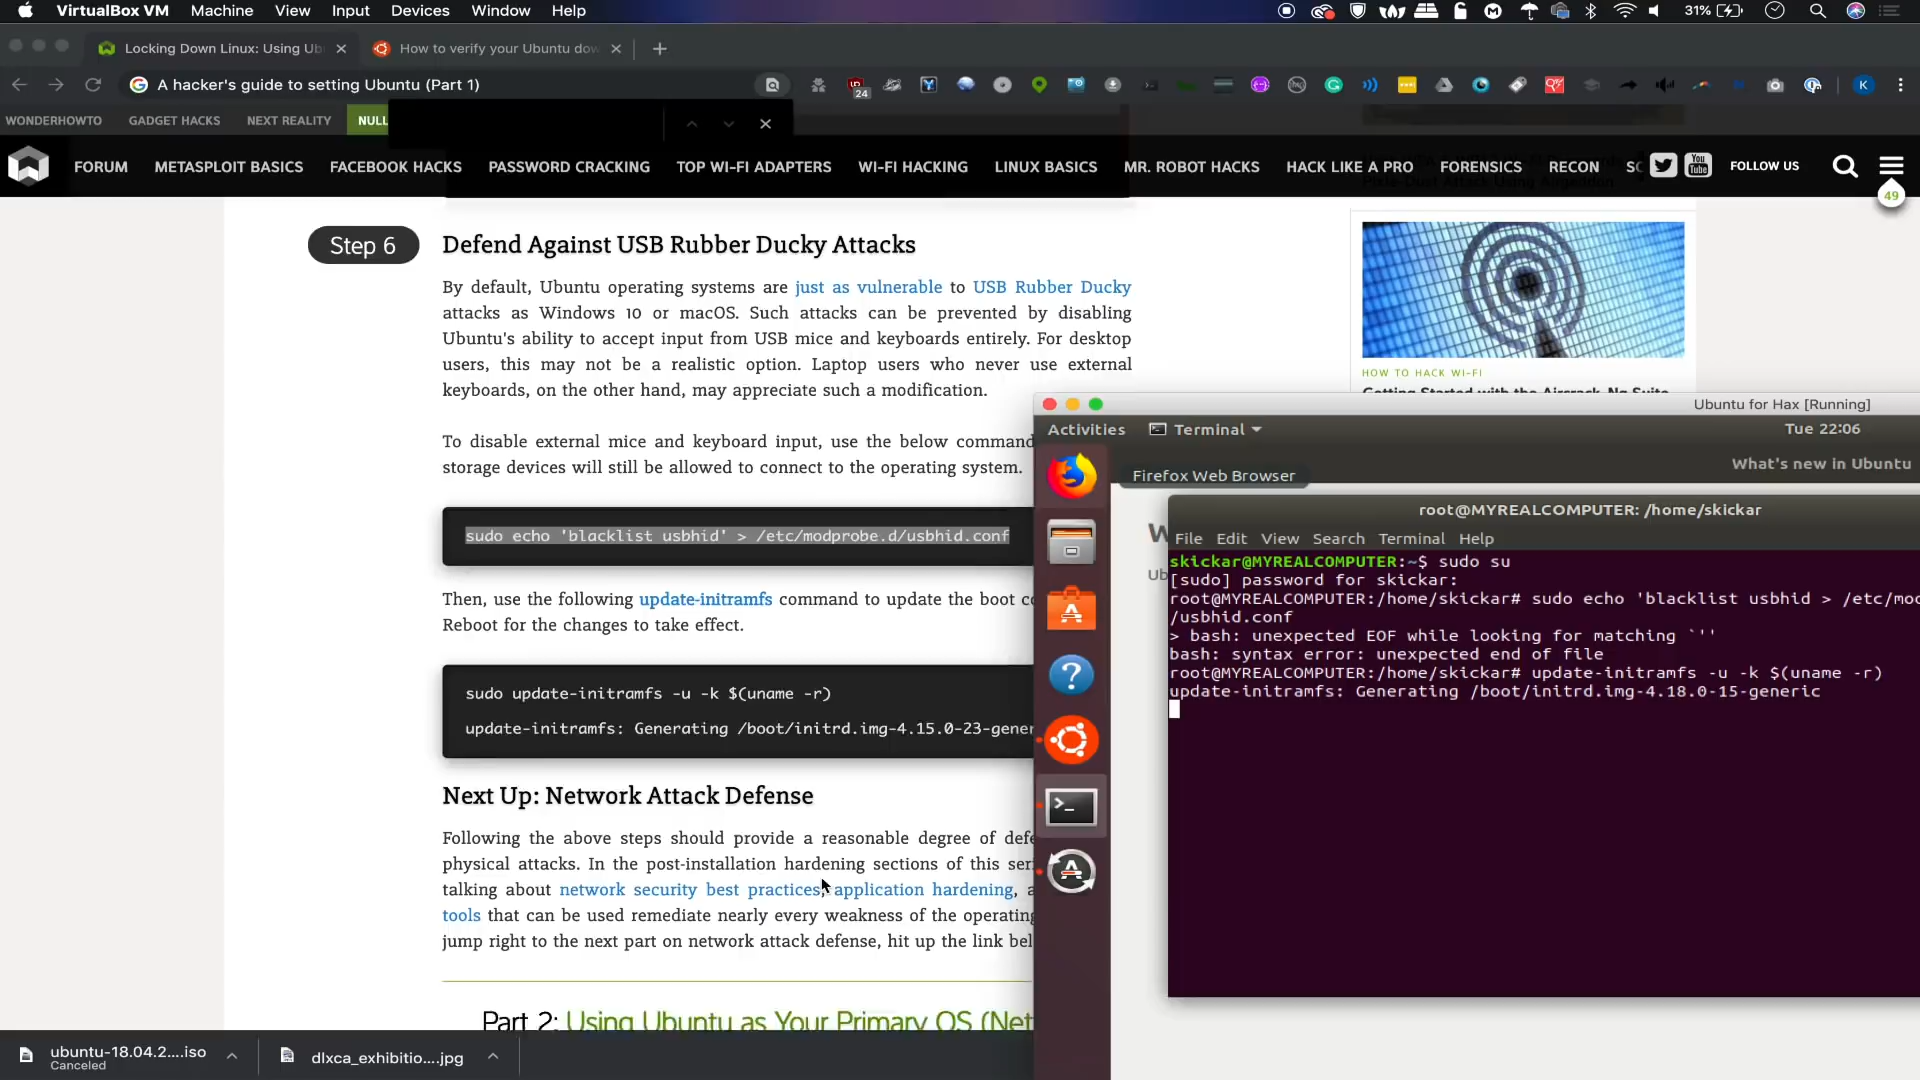 VirtualBox VM Machine View Input Devices Window Help 31%
Locking Down Linux: Using Ub How to verify your Ubuntu dow
A hacker's guide to setting Ubuntu (Part 1) 24 K
WONDERHOWTO GADGET HACKS NEXT REALITY NULL
FORUM METASPLOIT BASICS FACEBOOK HACKS PASSWORD CRACKING TOP WI-FI ADAPTERS WI-FI HACKING LINUX BASICS MR. ROBOT HACKS HACK LIKE A PRO FORENSICS RECON SC You Tube FOLLOW US
49
Step 6 Defend Against USB Rubber Ducky Attacks
By default, Ubuntu operating systems are just as vulnerable to USB Rubber Ducky
attacks as Windows 10 or macOS. Such attacks can be prevented by disabling
Ubuntu's ability to accept input from USB mice and keyboards entirely. For desktop
users, this may not be a realistic option. Laptop users who never use external
keyboards, on the other hand, may appreciate such a modification.
HOW TO HACK WI-FI
Getting Started with the Aircrack-Ng Suite
To disable external mice and keyboard input, use the below command
storage devices will still be allowed to connect to the operating system.
sudo echo 'blacklist usbhid' > /etc/modprobe.d/usbhid.conf
Then, use the following update-initramfs command to update the boot co
Reboot for the changes to take effect.
sudo update-initramfs -u -k $(uname -r)
update-initramfs: Generating /boot/initrd.img-4.15.0-23-gener
Next Up: Network Attack Defense
Following the above steps should provide a reasonable degree of defe
physical attacks. In the post-installation hardening sections of this seri
talking about network security best practices, application hardening, a
tools that can be used remediate nearly every weakness of the operating
jump right to the next part on network attack defense, hit up the link bel
Part 2: Using Ubuntu as Your Primary OS (Net
Ubuntu for Hax [Running]
Activities Terminal Tue 22:06
What's new in Ubuntu
Firefox Web Browser
W
Ub
root@MYREALCOMPUTER: /home/skickar
File Edit View Search Terminal Help
skickar@MYREALCOMPUTER:~$ sudo su
[sudo] password for skickar:
root@MYREALCOMPUTER:/home/skickar# sudo echo 'blacklist usbhid > /etc/mod
/usbhid.conf
> bash: unexpected EOF while looking for matching `''
bash: syntax error: unexpected end of file
root@MYREALCOMPUTER:/home/skickar# update-initramfs -u -k $(uname -r)
update-initramfs: Generating /boot/initrd.img-4.18.0-15-generic
ubuntu-18.04.2....iso
Canceled
dlxca_exhibitio....jpg